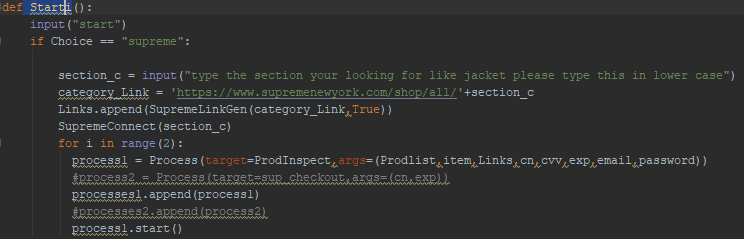 def Starti():
    input("start")
    if Choice == "supreme":

        section_c = input("type the section your looking for like jacket please type this in lower case")
        category_Link = 'https://www.supremenewyork.com/shop/all/'+section_c
        Links.append(SupremeLinkGen(category_Link,True))
        SupremeConnect(section_c)
        for i in range(2):
            process1 = Process(target=ProdInspect,args=(Prodlist,item,Links,cn,cvv,exp,email,password))
            #process2 = Process(target=sup_checkout,args=(cn,exp))
            processes1.append(process1)
            #processes2.append(process2)
            process1.start()